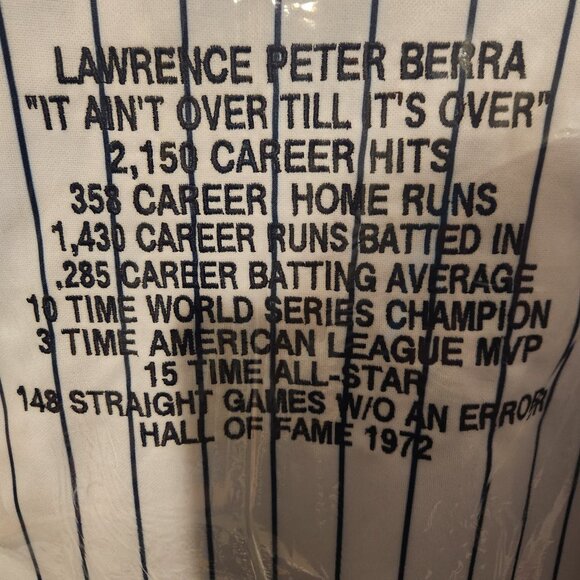 LAWRENCE PETER BERRA
"IT AIN'T OVER TILL IT'S OVER"
2,150 CAREER HITS
358 CAREER HOME RUNS
1,430 CAREER RUNS BATTED IN
.285 CAREER BATTING AVERAGE
10 TIME WORLD SERIES CHAMPION
3 TIME AMERICAN LEAGUE MVP
15 TIME ALL-STAR
148 STRAIGHT GAMES W/O AN ERROR
HALL OF FAME 1972